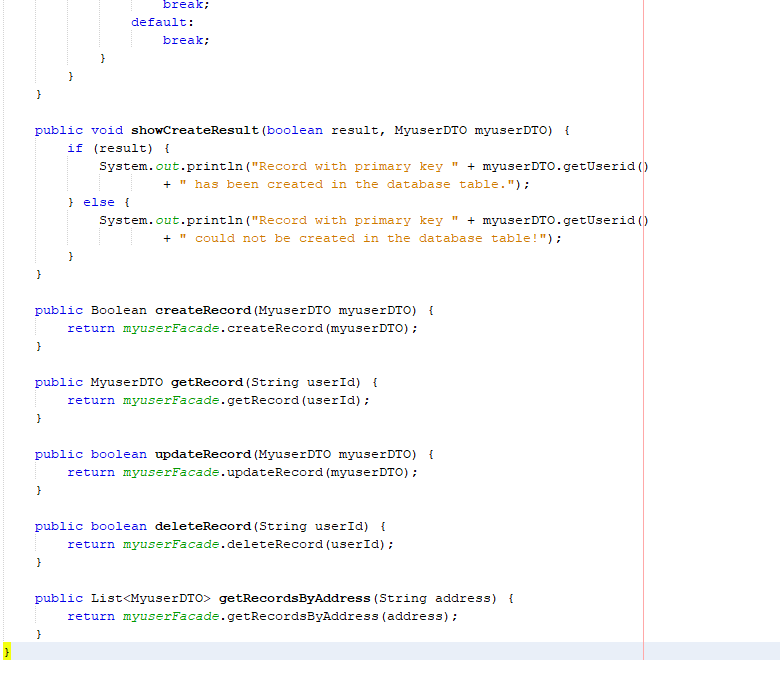 break;
                default:
                    break;
            }
        }
    }

    public void showCreateResult(boolean result, MyuserDTO myuserDTO) {
        if (result) {
            System.out.println("Record with primary key " + myuserDTO.getUserid()
                    + " has been created in the database table.");
        } else {
            System.out.println("Record with primary key " + myuserDTO.getUserid()
                    + " could not be created in the database table!");
        }
    }

    public Boolean createRecord(MyuserDTO myuserDTO) {
        return myuserFacade.createRecord(myuserDTO);
    }

    public MyuserDTO getRecord(String userId) {
        return myuserFacade.getRecord(userId);
    }

    public boolean updateRecord(MyuserDTO myuserDTO) {
        return myuserFacade.updateRecord(myuserDTO);
    }

    public boolean deleteRecord(String userId) {
        return myuserFacade.deleteRecord(userId);
    }

    public List<MyuserDTO> getRecordsByAddress(String address) {
        return myuserFacade.getRecordsByAddress(address);
    }
}